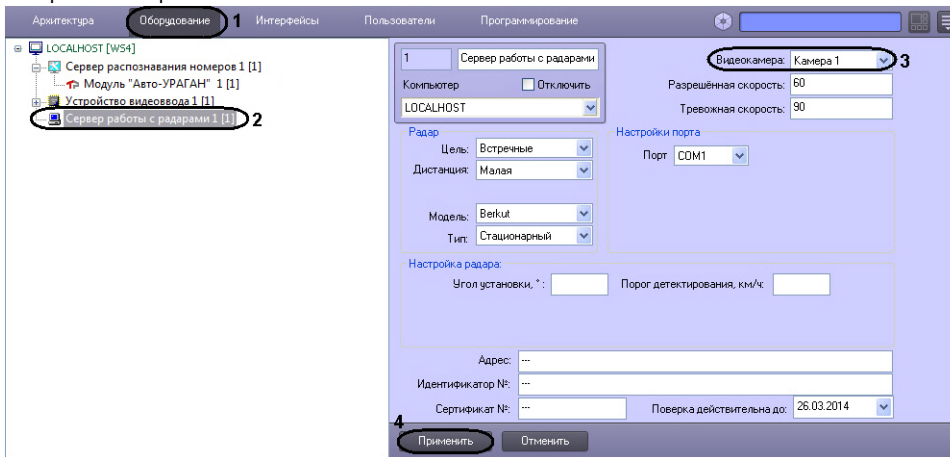 Архитектура Оборудование 1 Интерфейсы Пользователи Программирование
LOCALHOST [WS4]
Сервер распознавания номеров 1 [1]
Модуль "Авто-УРАГАН" 1 [1]
Устройство видеоввода 1 [1]
Сервер работы с радарами 1 [1] 2
1 Сервер работы с радарами
Компьютер Отключить
LOCALHOST
Видеокамера: Камера 1 3
Разрешённая скорость: 60
Тревожная скорость: 90
Радар
Цель: Встречные
Дистанция: Малая
Модель: Berkut
Тип: Стационарный
Настройки порта
Порт COM1
Настройка радара:
Угол установки, ° : Порог детектирования, км/ч:
Адрес: ---
Идентификатор №: ---
Сертификат №: --- Поверка действительна до: 26.03.2014
4
Применить Отменить